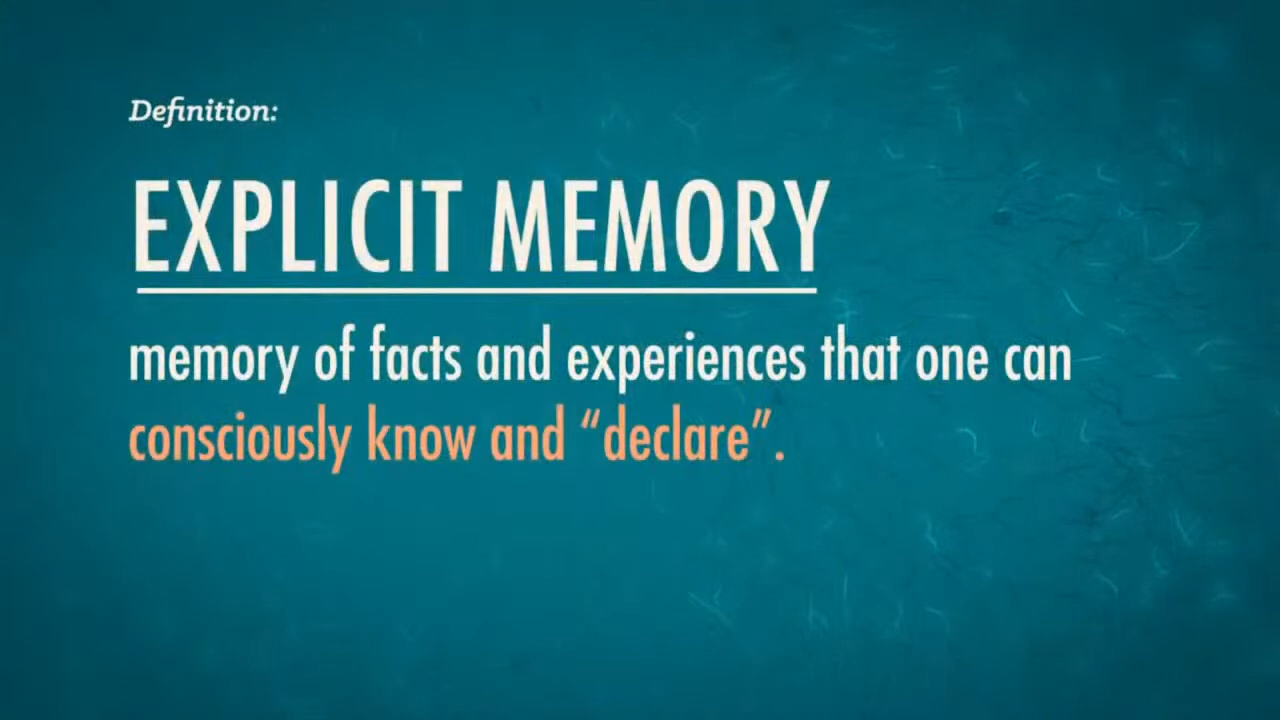 Definition:
EXPLICIT MEMORY
memory of facts and experiences that one can
consciously know and “declare”.